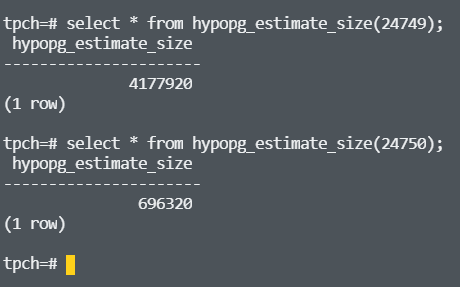 tpch=# select * from hypopg_estimate_size(24749);
hypopg_estimate_size
----------------------
4177920
(1 row)
tpch=# select * from hypopg_estimate_size(24750);
hypopg_estimate_size
----------------------
696320
(1 row)
tpch=#